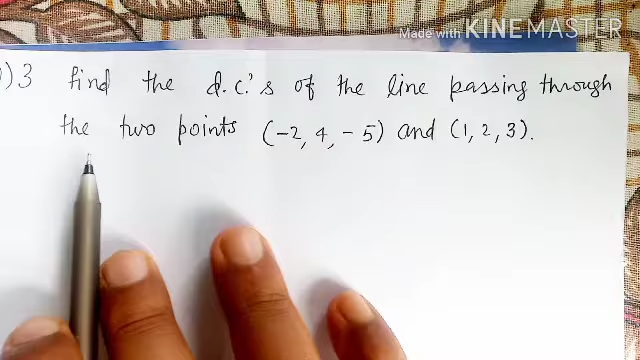 Made with KINEMASTER
)3 find the d.c.'s of the line passing through
the two points (-2, 4, -5) and (1, 2, 3).